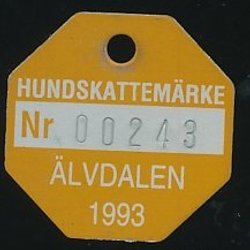 HUNDSKATTEMÄRKE
Nr 00243
ÄLVDALEN
1993